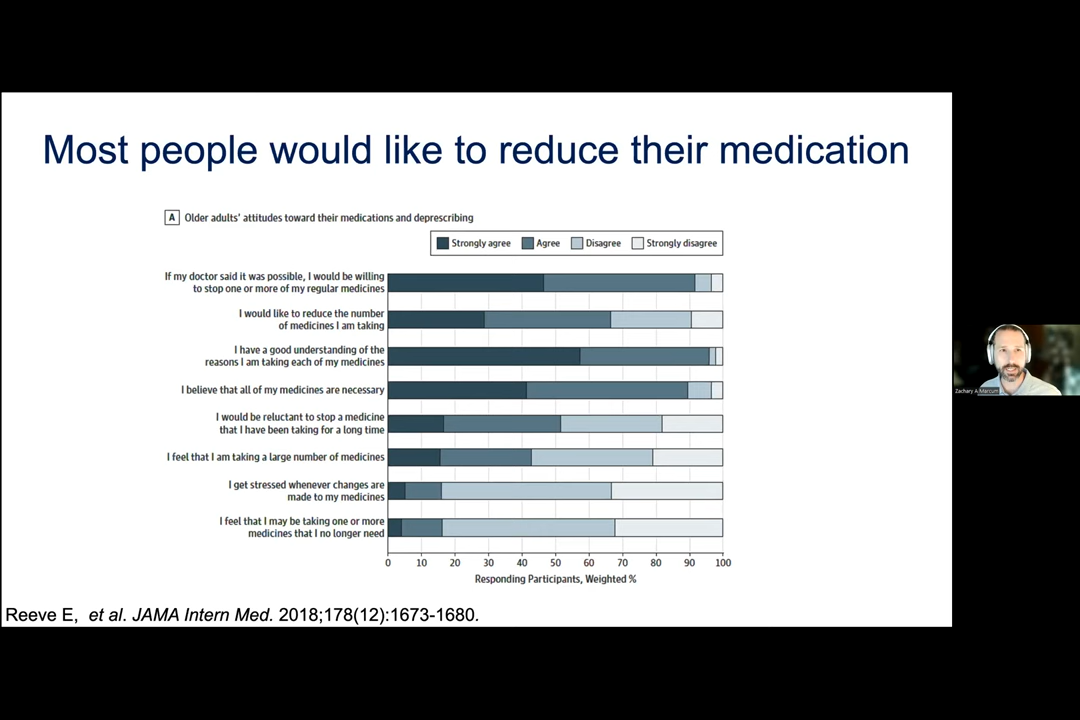 Most people would like to reduce their medication
A Older adults' attitudes toward their medications and deprescribing
Strongly agree Agree Disagree Strongly disagree
If my doctor said it was possible, I would be willing
to stop one or more of my regular medicines
I would like to reduce the number
of medicines I am taking
I have a good understanding of the
reasons I am taking each of my medicines
I believe that all of my medicines are necessary
I would be reluctant to stop a medicine
that I have been taking for a long time
I feel that I am taking a large number of medicines
I get stressed whenever changes are
made to my medicines
I feel that I may be taking one or more
medicines that I no longer need
0 10 20 30 40 50 60 70 80 90 100
Responding Participants, Weighted %
Reeve E, et al. JAMA Intern Med. 2018;178(12):1673-1680.
Zachary A Marcum